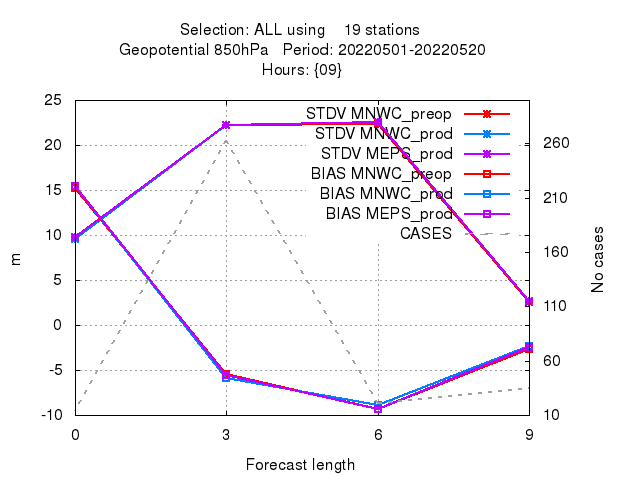 Selection: ALL using 19 stations
Geopotential 850hPa Period: 20220501-20220520
Hours: {09}
25
20
15
10
5
0
-5
-10
m
STDV MNWC_preop
STDV MNWC_prod
STDV MEPS_prod
BIAS MNWC_preop
BIAS MNWC_prod
BIAS MEPS_prod
CASES
260
210
160
110
60
10
No cases
0 3 6 9
Forecast length